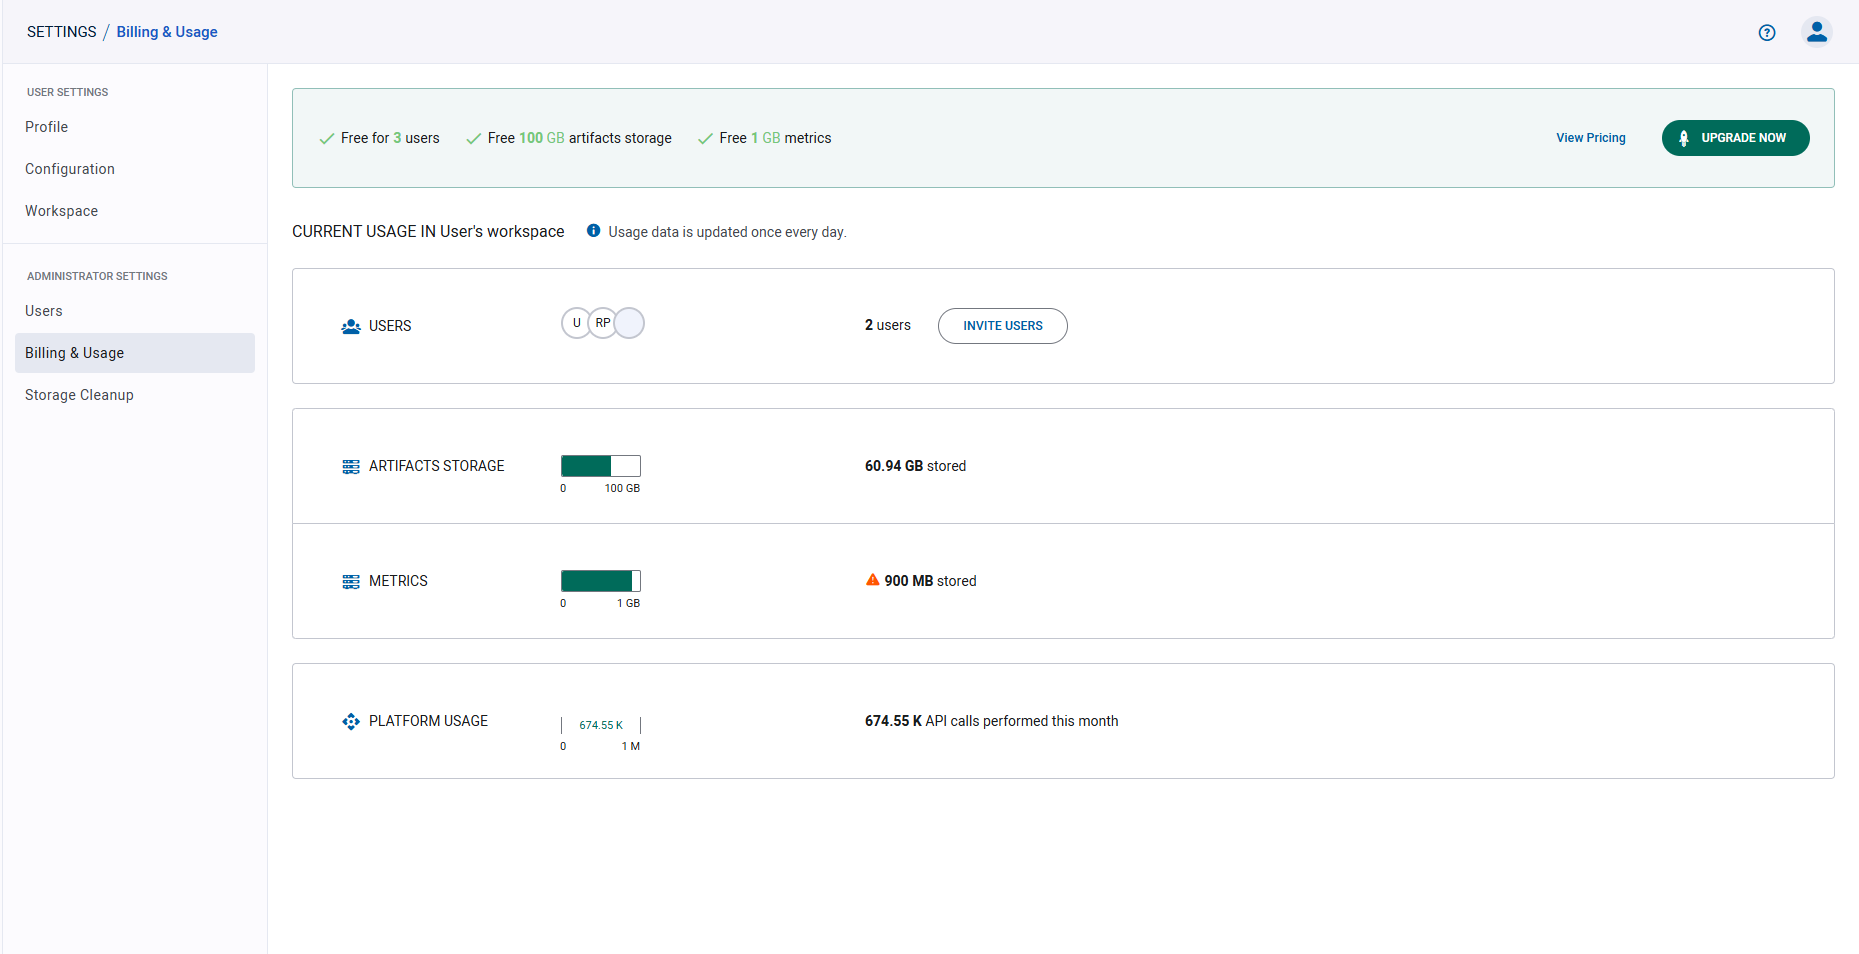 SETTINGS / Billing & Usage
USER SETTINGS
Profile
Configuration
Workspace
ADMINISTRATOR SETTINGS
Users
Billing & Usage
Storage Cleanup
Free for 3 users Free 100 GB artifacts storage Free 1 GB metrics View Pricing UPGRADE NOW
CURRENT USAGE IN User's workspace Usage data is updated once every day.
USERS U RP 2 users INVITE USERS
ARTIFACTS STORAGE 60.94 GB stored
0 100 GB
METRICS 900 MB stored
0 1 GB
PLATFORM USAGE 674.55 K 674.55 K API calls performed this month
0 1 M